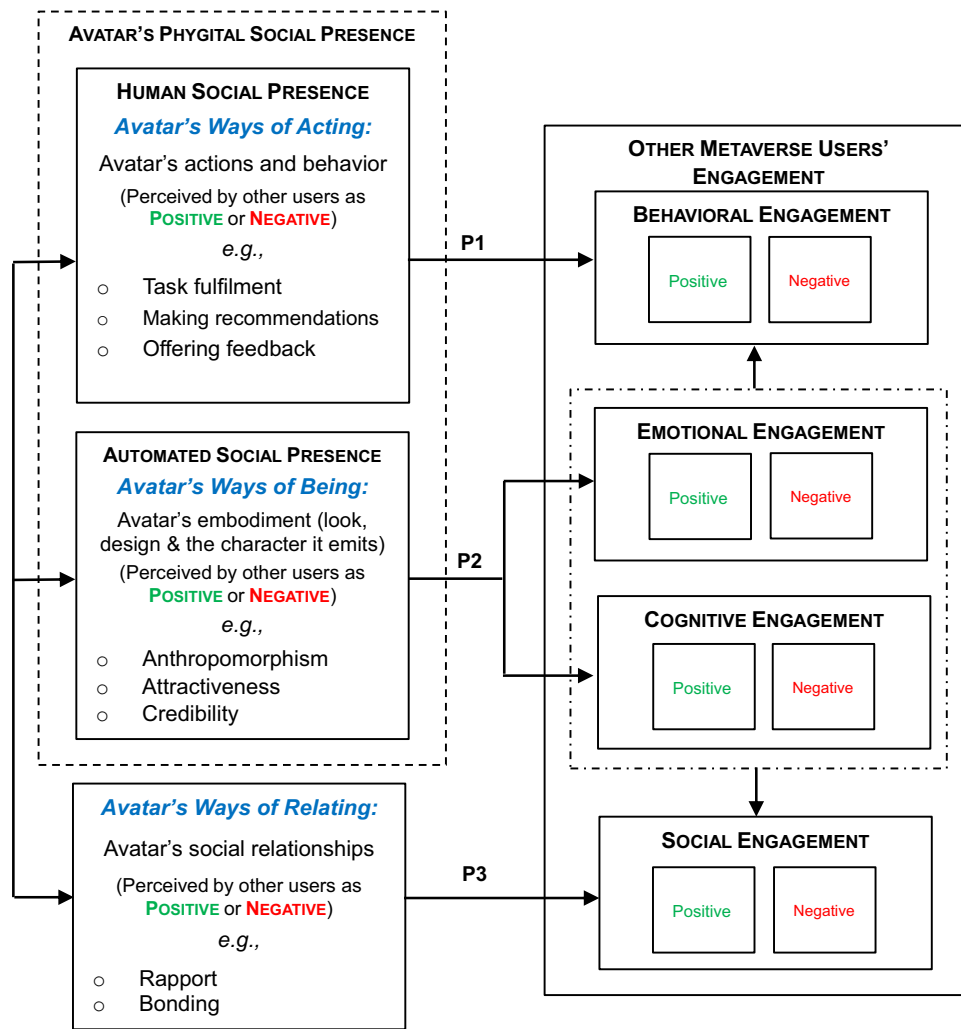 AVATAR'S PHYGITAL SOCIAL PRESENCE
HUMAN SOCIAL PRESENCE
Avatar's Ways of Acting:
Avatar's actions and behavior
(Perceived by other users as
POSITIVE or NEGATIVE)
e.g.,
o Task fulfilment
o Making recommendations
o Offering feedback
AUTOMATED SOCIAL PRESENCE
Avatar's Ways of Being:
Avatar's embodiment (look,
design & the character it emits)
(Perceived by other users as
POSITIVE or NEGATIVE)
e.g.,
o Anthropomorphism
o Attractiveness
o Credibility
Avatar's Ways of Relating:
Avatar's social relationships
(Perceived by other users as
POSITIVE or NEGATIVE)
e.g.,
o Rapport
o Bonding
P1
P2
P3
OTHER METAVERSE USERS'
ENGAGEMENT
BEHAVIORAL ENGAGEMENT
Positive
Negative
EMOTIONAL ENGAGEMENT
Positive
Negative
COGNITIVE ENGAGEMENT
Positive
Negative
SOCIAL ENGAGEMENT
Positive
Negative